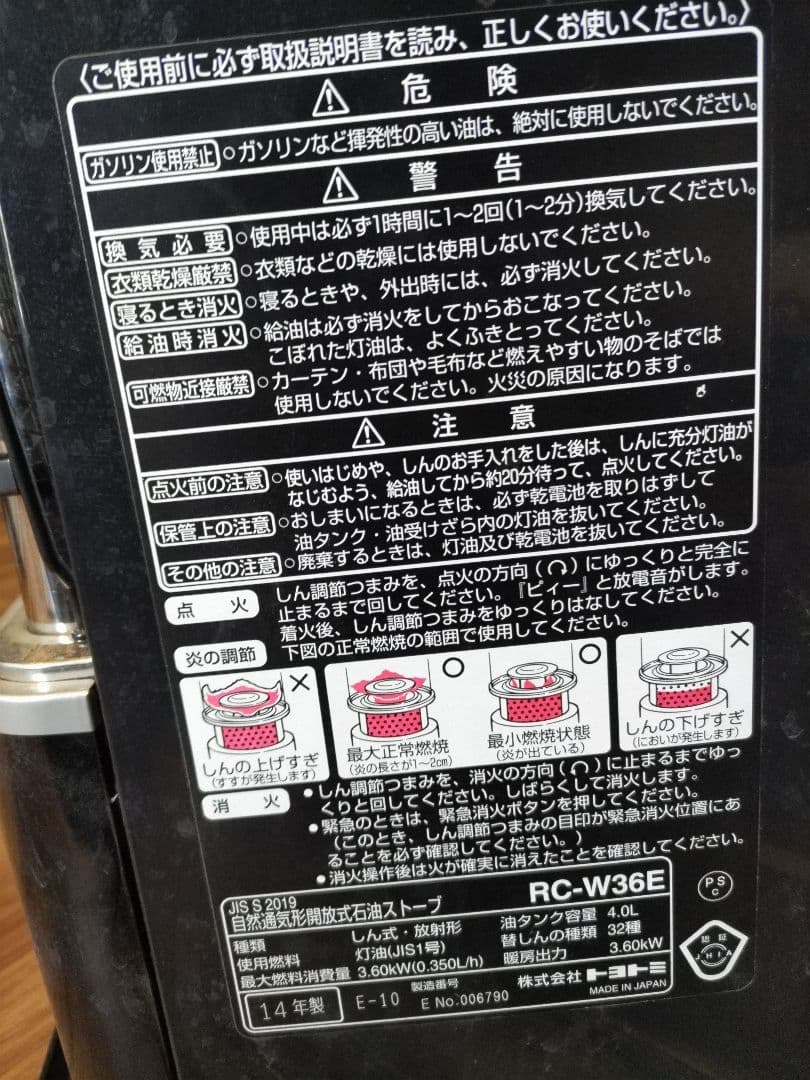 〈ご使用前に必ず取扱説明書を読み、正しくお使いください。〉
⚠ 危険
ガソリン使用禁止 ○ガソリンなど揮発性の高い油は、絶対に使用しないでください。
⚠ 警告
換気必要 ○使用中は必ず1時間に1〜2回(1〜2分)換気してください。
衣類乾燥厳禁 ○衣類などの乾燥には使用しないでください。
寝るとき消火 ○寝るときや、外出時には、必ず消火してください。
給油時消火 ○給油は必ず消火をしてからおこなってください。
こぼれた灯油は、よくふきとってください。
可燃物近接厳禁 ○カーテン・布団や毛布など燃えやすい物のそばでは
使用しないでください。火災の原因になります。
⚠ 注意
点火前の注意 ○使いはじめや、しんのお手入れをした後は、しんに充分灯油が
なじむよう、給油してから約20分待って、点火してください。
保管上の注意 ○おしまいになるときは、必ず乾電池を取りはずして
油タンク・油受けざら内の灯油を抜いてください。
その他の注意 ○廃棄するときは、灯油及び乾電池を抜いてください。
点火 しん調節つまみを、点火の方向()にゆっくりと完全に
止まるまで回してください。『ピィー』と放電音がします。
着火後、しん調節つまみをゆっくりはなしてください。
炎の調節 下図の正常燃焼の範囲で使用してください。
× ○ ○ ×
しんの上げすぎ
(すすが発生します)
最大正常燃焼
(炎の長さが1〜2cm)
最小燃焼状態
(炎が出ている)
しんの下げすぎ
(においが発生します)
消火 ●しん調節つまみを、消火の方向()に止まるまでゆっ
くりと回してください。しばらくして消火します。
●緊急のときは、緊急消火ボタンを押してください。
(このとき、しん調節つまみの目印が緊急消火位置にあ
ることを必ず確認してください。)
●消火操作後は火が確実に消えたことを確認してください。
JIS S 2019
自然通気形開放式石油ストーブ RC-W36E
種類 しん式・放射形
使用燃料 灯油(JIS1号)
最大燃料消費量 3.60kW(0.350L/h)
油タンク容量 4.0L
替しんの種類 32種
暖房出力 3.60kW
14年製 E-10 製造番号 E No.006790
株式会社トヨトミ
MADE IN JAPAN
PS
C
認証
JHIA